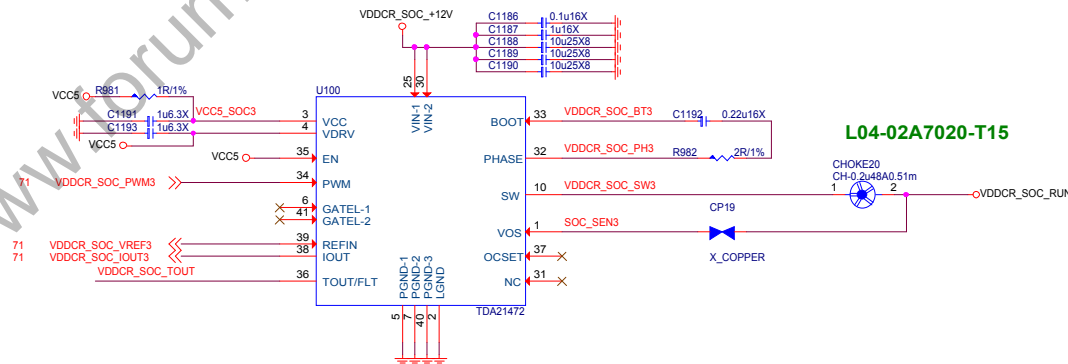 www.forum
VDDCR_SOC_+12V
C1186 0.1u16X
C1187 1u16X
C1188 10u25X8
C1189 10u25X8
C1190 10u25X8
VCC5 R981 1R/1%
VCC5_SOC3
C1191 1u6.3X
C1193 1u6.3X
VCC5
VCC5
U100
25 30
VIN-1 VIN-2
3 VCC
4 VDRV
35 EN
71 VDDCR_SOC_PWM3 34 PWM
6 GATEL-1
41 GATEL-2
71 VDDCR_SOC_VREF3 39 REFIN
71 VDDCR_SOC_IOUT3 38 IOUT
VDDCR_SOC_TOUT 36 TOUT/FLT
BOOT 33 VDDCR_SOC_BT3 C1192 0.22u16X
PHASE 32 VDDCR_SOC_PH3 R982 2R/1%
SW 10 VDDCR_SOC_SW3
VOS 1 SOC_SEN3
OCSET 37
NC 31
PGND-1 PGND-2 PGND-3 LGND
5 7 40 2
TDA21472
L04-02A7020-T15
CHOKE20
CH-0.2u48A0.51m
1 2 VDDCR_SOC_RUN
CP19
X_COPPER